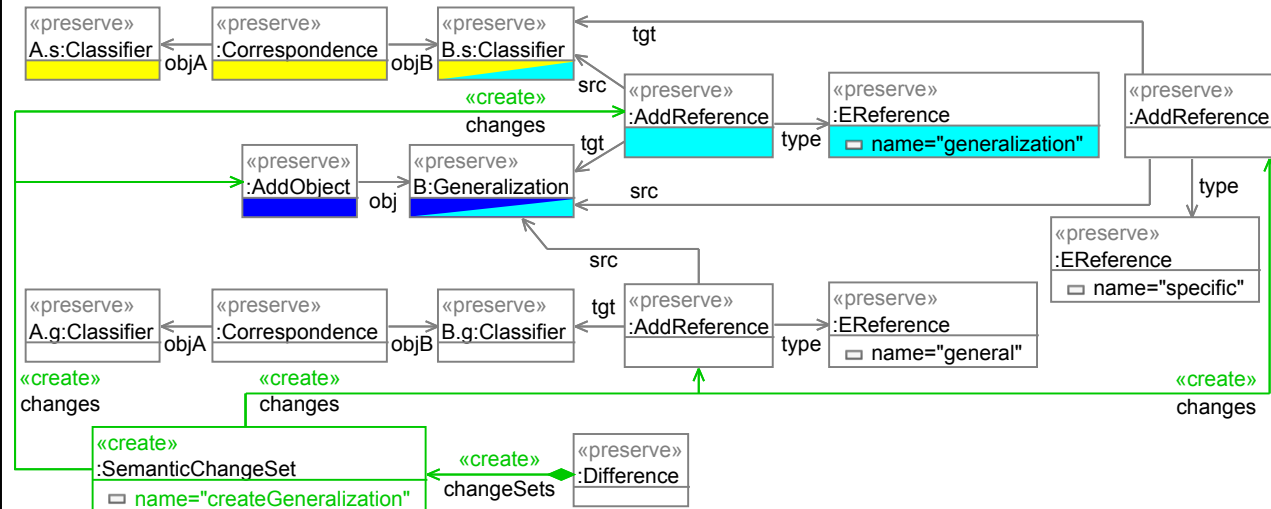 «preserve»
A.s:Classifier
objA
«preserve»
:Correspondence
objB
«preserve»
B.s:Classifier
tgt
src
«create»
changes
«preserve»
:AddReference
type
«preserve»
:EReference
name="generalization"
«preserve»
:AddReference
tgt
«preserve»
:AddObject
obj
«preserve»
B:Generalization
src
type
«preserve»
:EReference
name="specific"
src
«preserve»
A.g:Classifier
objA
«preserve»
:Correspondence
objB
«preserve»
B.g:Classifier
tgt
«preserve»
:AddReference
type
«preserve»
:EReference
name="general"
«create»
changes
«create»
changes
«create»
changes
«create»
:SemanticChangeSet
name="createGeneralization"
«create»
changeSets
«preserve»
:Difference